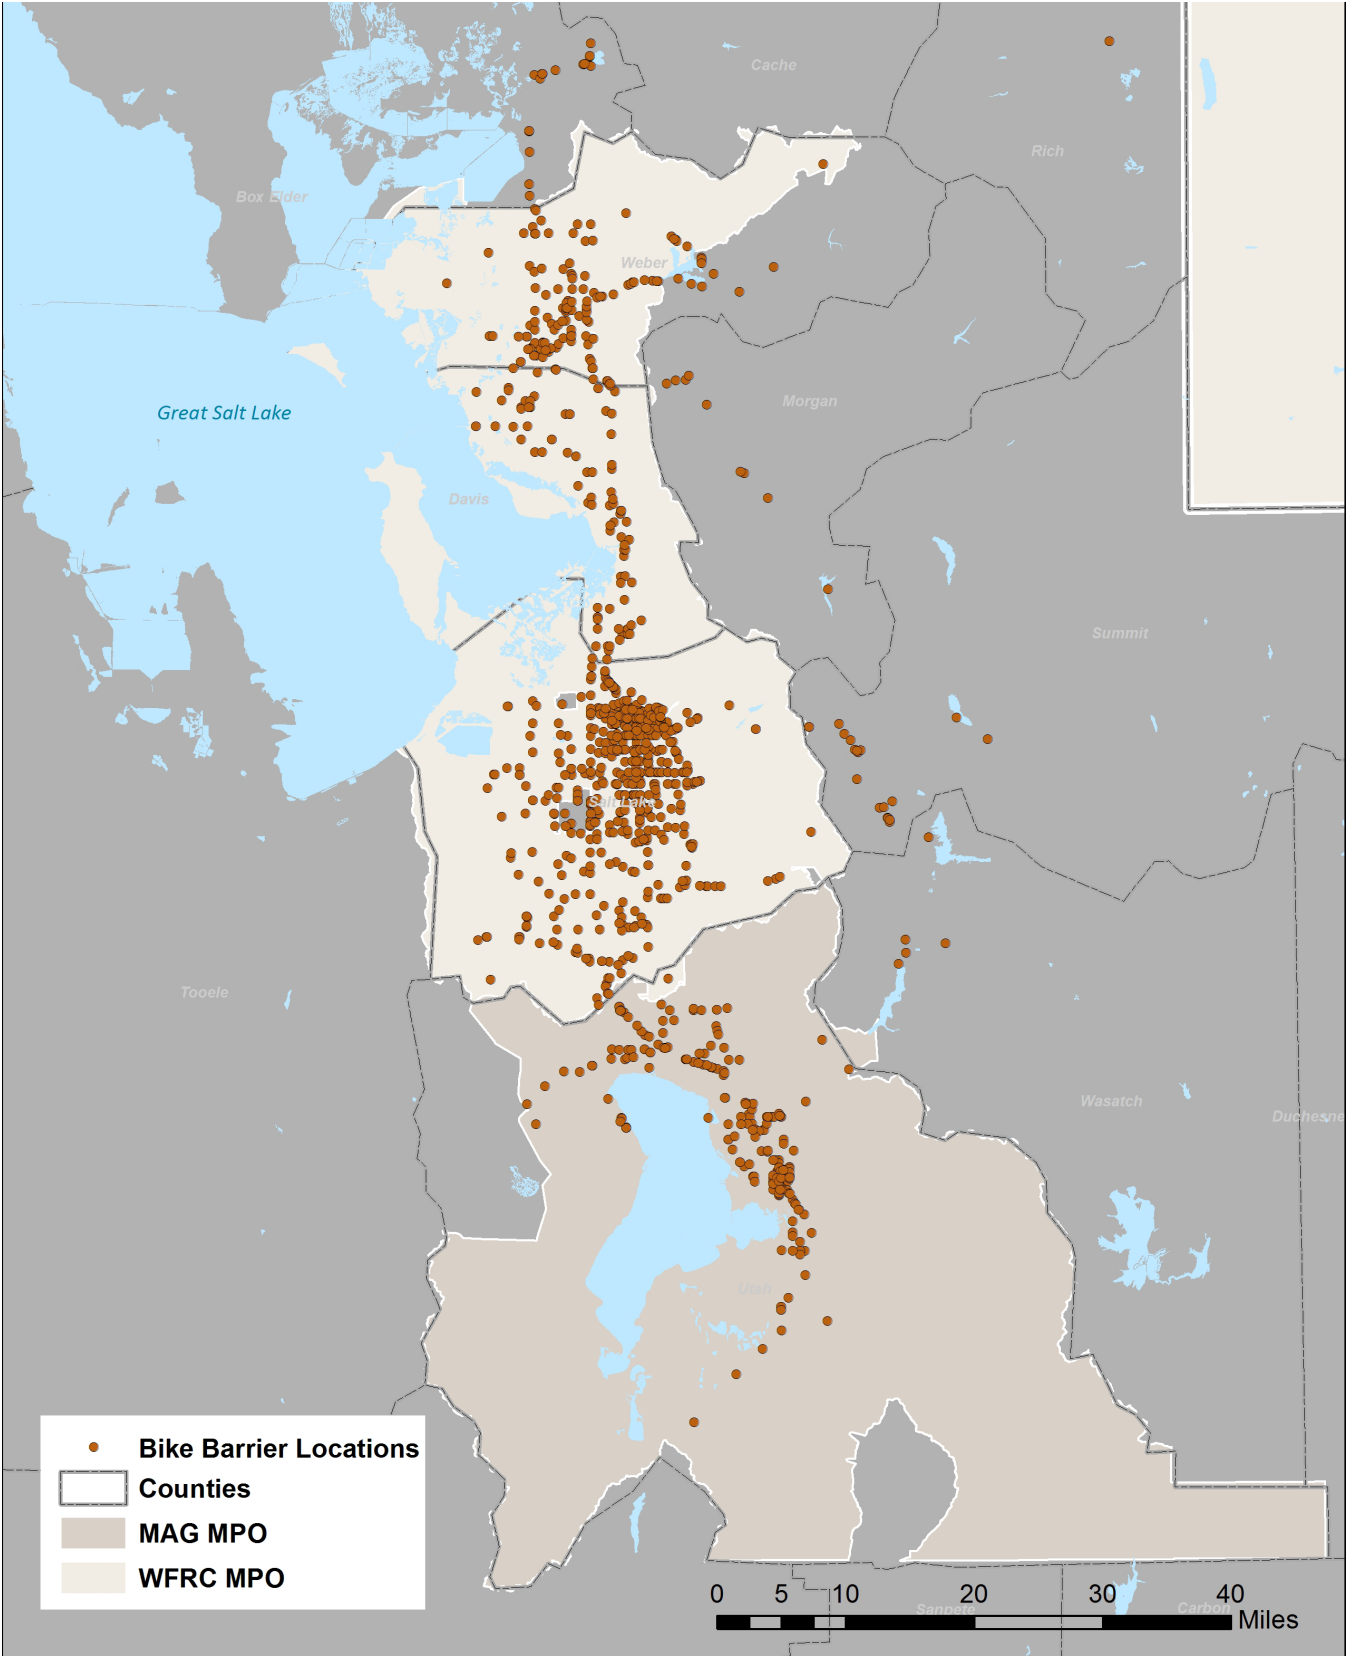 Cache
Rich
Box Elder
Weber
Great Salt Lake
Morgan
Davis
Summit
Salt Lake
Tooele
Wasatch
Duchesne
Utah
Bike Barrier Locations
Counties
MAG MPO
WFRC MPO
0 5 10 20 30 40
Miles
Sanpete
Carbon